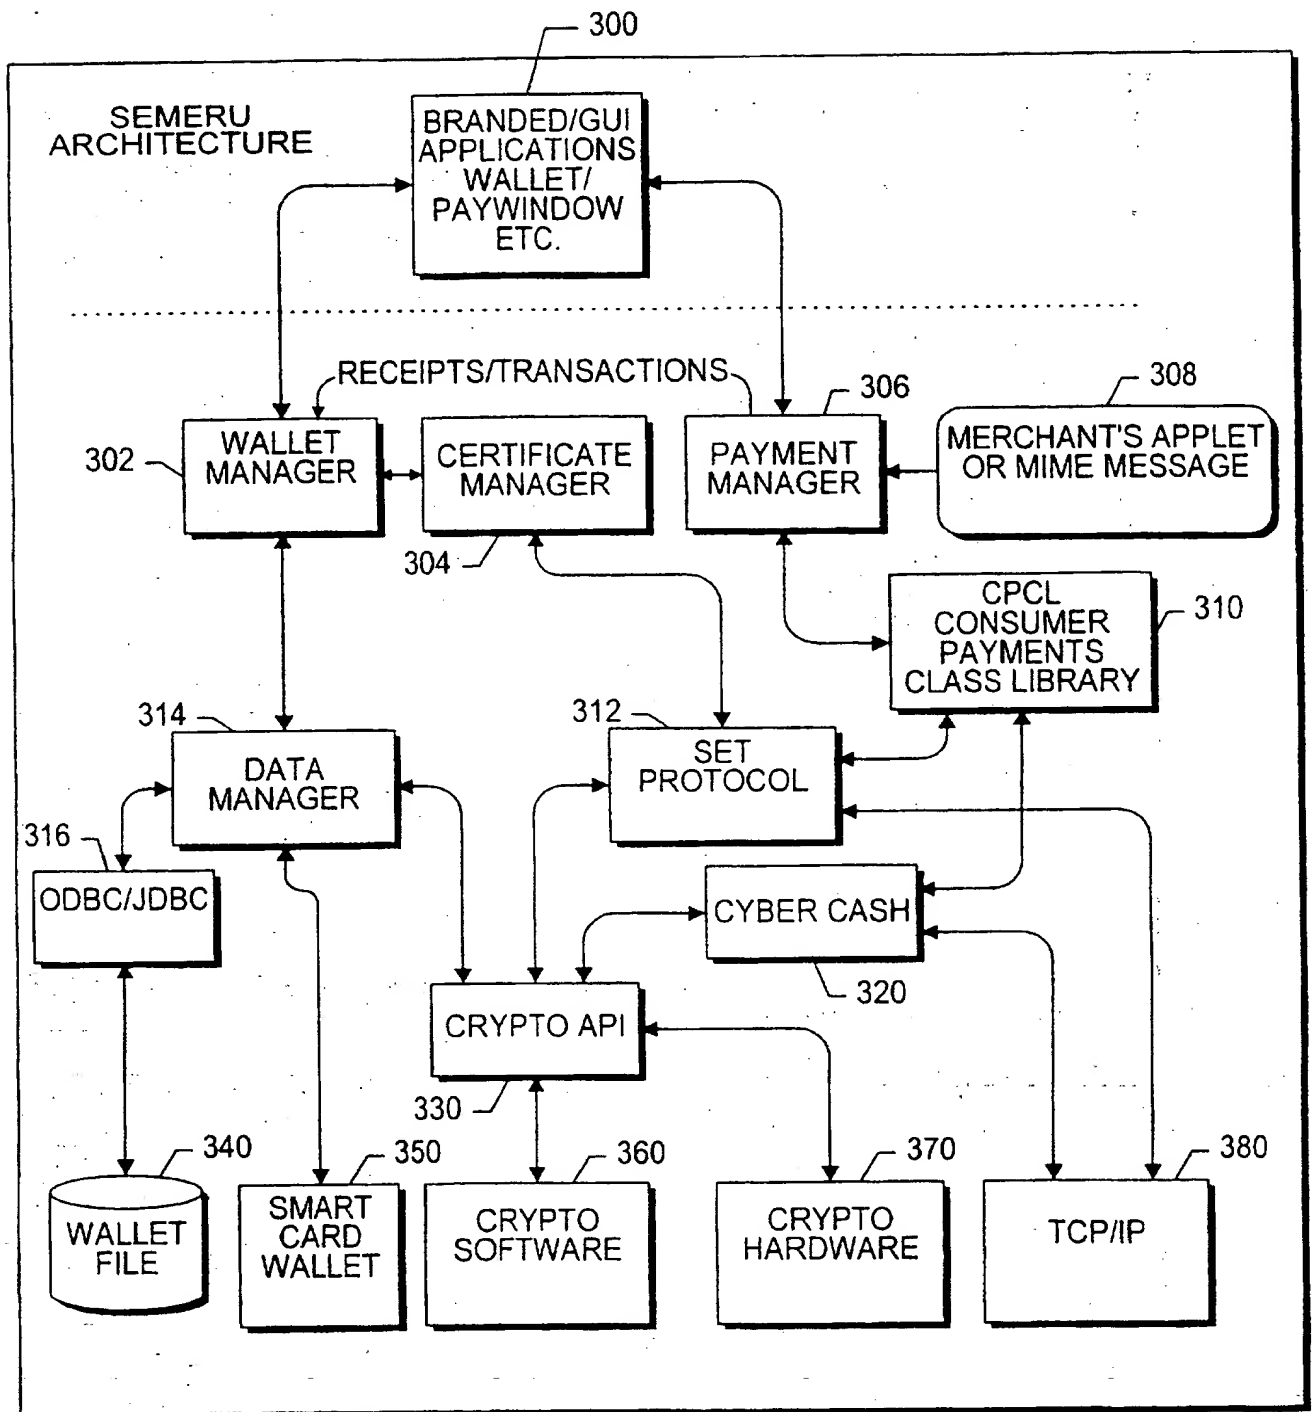 300
SEMERU
ARCHITECTURE
BRANDED/GUI
APPLICATIONS
WALLET/
PAYWINDOW
ETC.
RECEIPTS/TRANSACTIONS
306
308
302
WALLET
MANAGER
CERTIFICATE
MANAGER
PAYMENT
MANAGER
MERCHANT'S APPLET
OR MIME MESSAGE
304
CPCL
CONSUMER
PAYMENTS
CLASS LIBRARY
310
314
312
DATA
MANAGER
SET
PROTOCOL
316
ODBC/JDBC
CYBER CASH
320
CRYPTO API
330
340
350
360
370
380
WALLET
FILE
SMART
CARD
WALLET
CRYPTO
SOFTWARE
CRYPTO
HARDWARE
TCP/IP